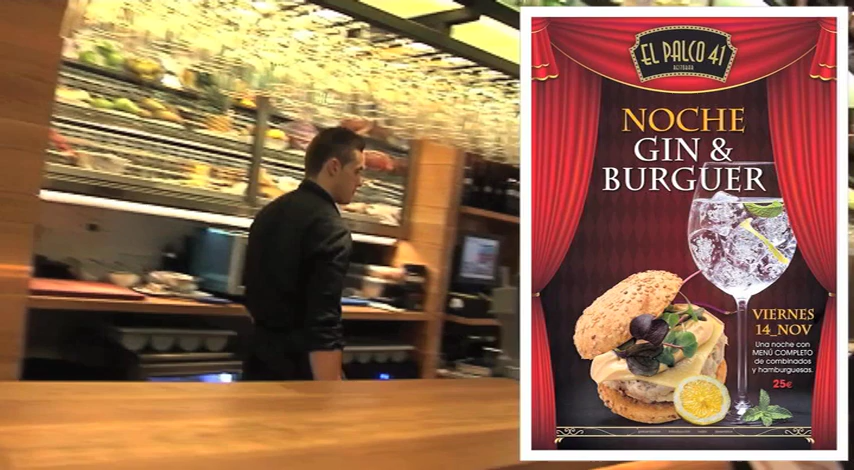 EL PALCO 41
NOCHE
GIN &
BURGUER
VIERNES
14_NOV
Una noche con
MENÚ COMPLETO
de combinados
y hamburguesas.
25€